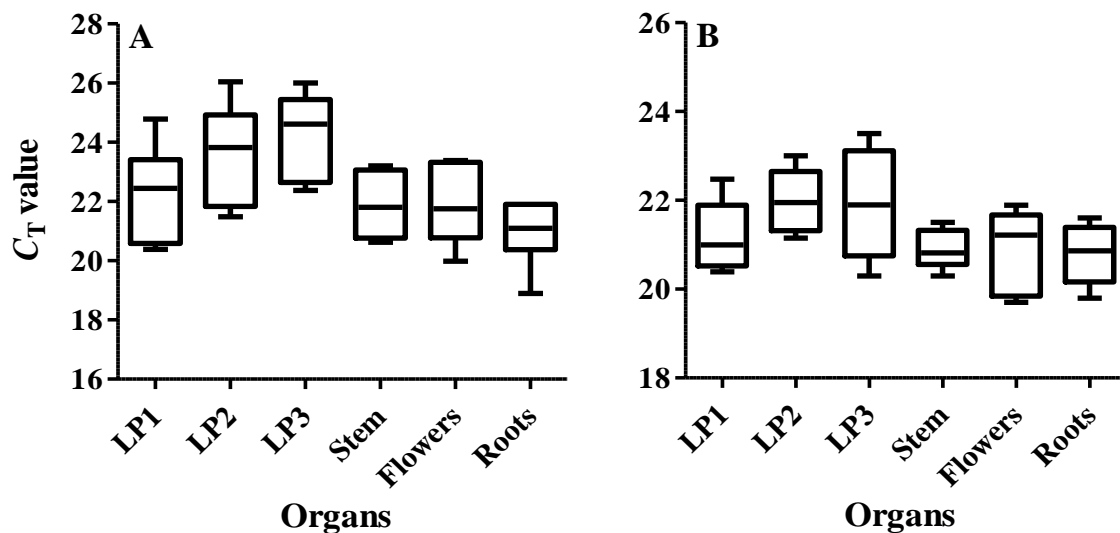 A
C_T value
28
26
24
22
20
18
16
LP1
LP2
LP3
Stem
Flowers
Roots
Organs
B
26
24
22
20
18
LP1
LP2
LP3
Stem
Flowers
Roots
Organs